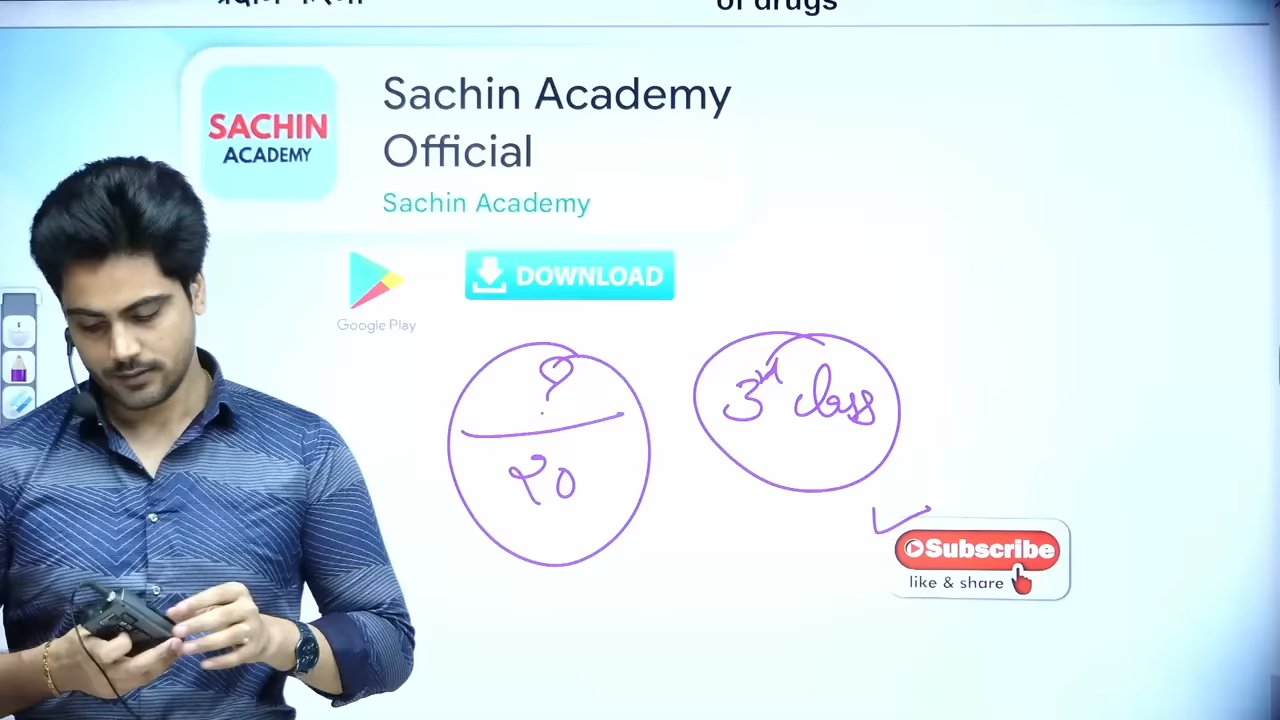 of drugs
SACHIN
ACADEMY
Sachin Academy
Official
Sachin Academy
Google Play
DOWNLOAD
?
२०
3rd class
Subscribe
like & share